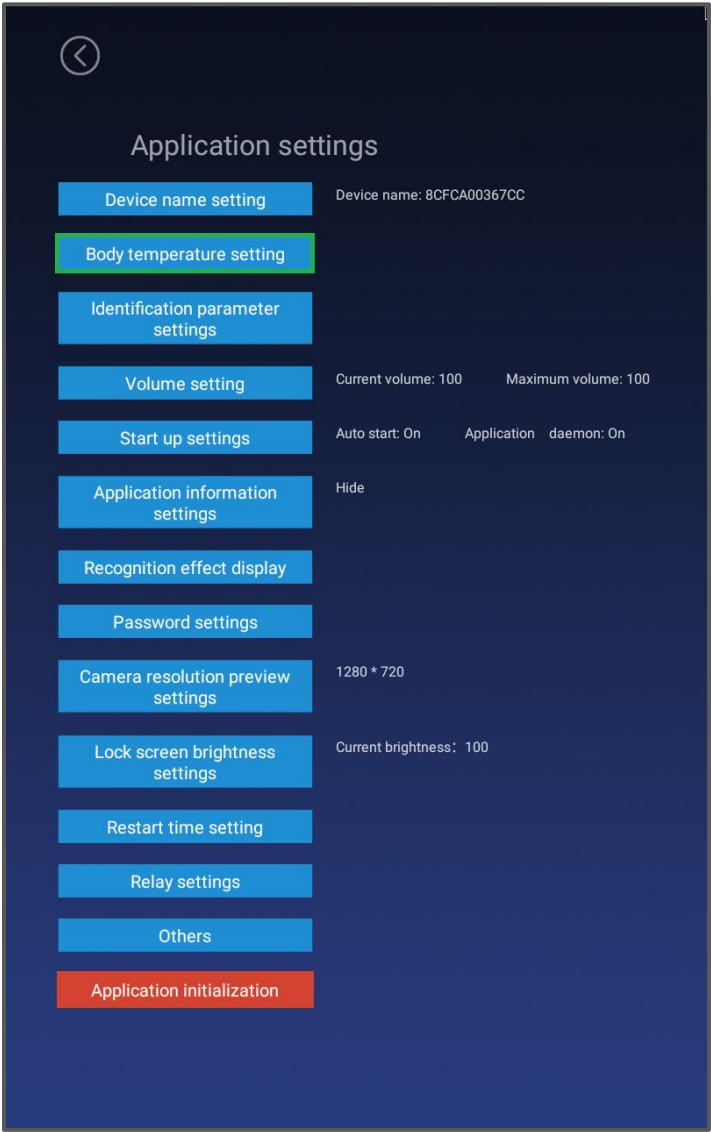 Application settings
Device name setting
Device name: 8CFCA00367CC
Body temperature setting
Identification parameter
settings
Volume setting
Current volume: 100 Maximum volume: 100
Start up settings
Auto start: On Application daemon: On
Application information
settings
Hide
Recognition effect display
Password settings
Camera resolution preview
settings
1280 * 720
Lock screen brightness
settings
Current brightness：100
Restart time setting
Relay settings
Others
Application initialization